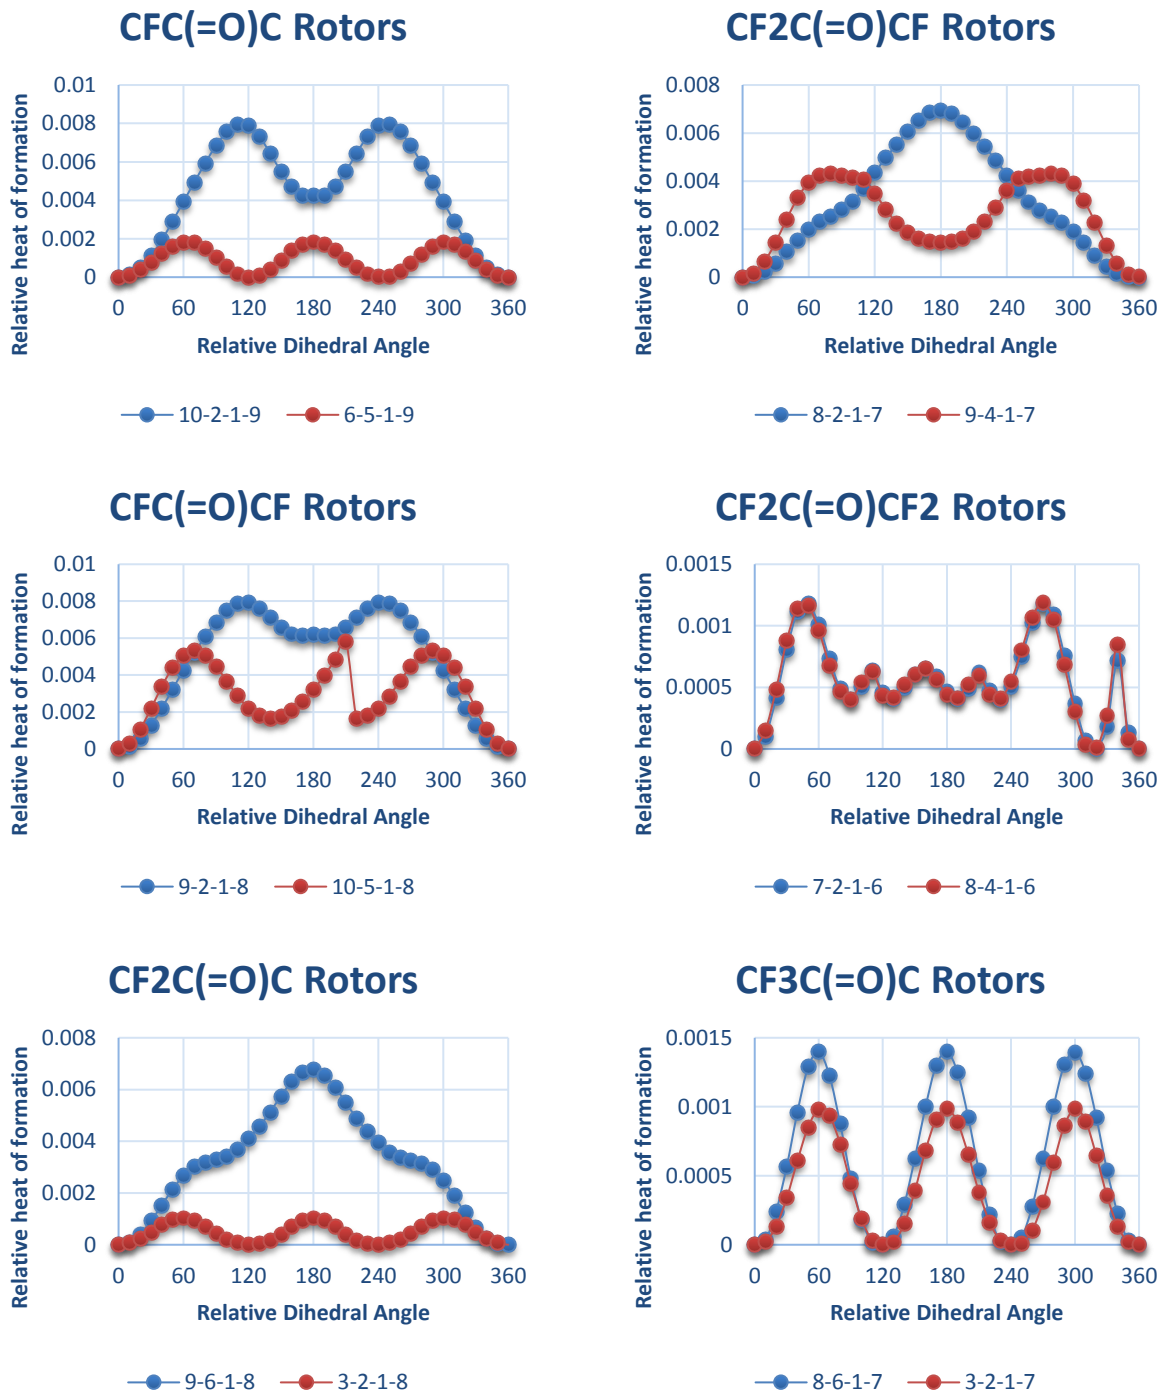 CFC(=O)C Rotors
Relative heat of formation
0.01
0.008
0.006
0.004
0.002
0
0 60 120 180 240 300 360
Relative Dihedral Angle
10-2-1-9 6-5-1-9
CF2C(=O)CF Rotors
Relative heat of formation
0.008
0.006
0.004
0.002
0
0 60 120 180 240 300 360
Relative Dihedral Angle
8-2-1-7 9-4-1-7
CFC(=O)CF Rotors
Relative heat of formation
0.01
0.008
0.006
0.004
0.002
0
0 60 120 180 240 300 360
Relative Dihedral Angle
9-2-1-8 10-5-1-8
CF2C(=O)CF2 Rotors
Relative heat of formation
0.0015
0.001
0.0005
0
0 60 120 180 240 300 360
Relative Dihedral Angle
7-2-1-6 8-4-1-6
CF2C(=O)C Rotors
Relative heat of formation
0.008
0.006
0.004
0.002
0
0 60 120 180 240 300 360
Relative Dihedral Angle
9-6-1-8 3-2-1-8
CF3C(=O)C Rotors
Relative heat of formation
0.0015
0.001
0.0005
0
0 60 120 180 240 300 360
Relative Dihedral Angle
8-6-1-7 3-2-1-7